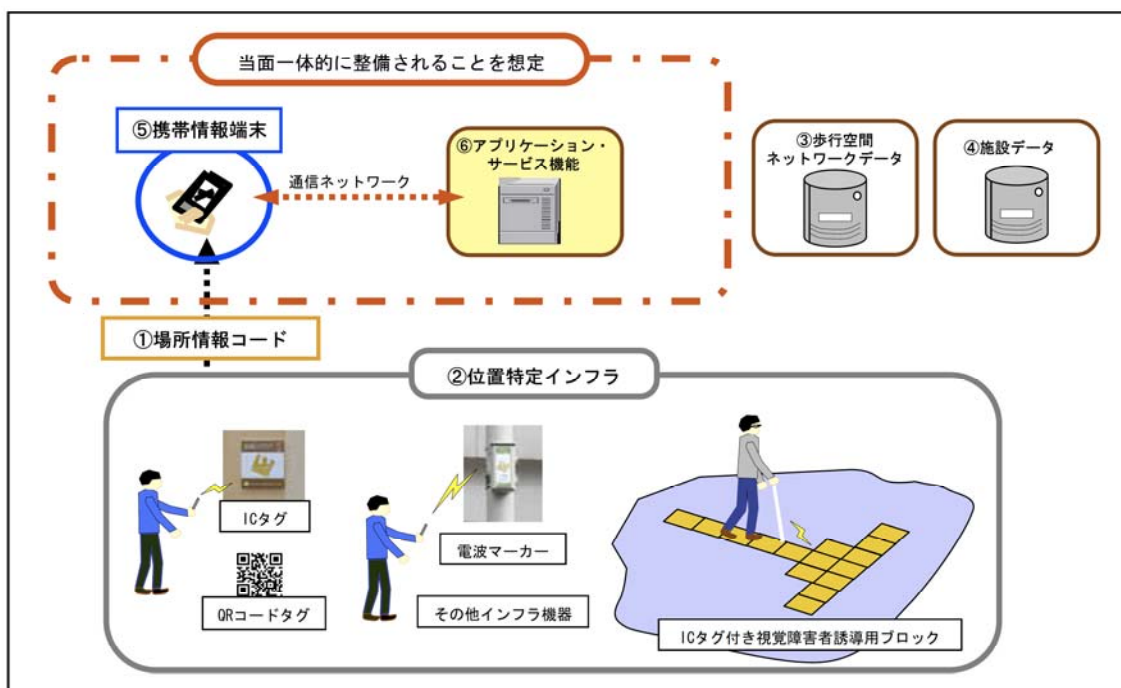 当面一体的に整備されることを想定
⑤携帯情報端末
通信ネットワーク
⑥アプリケーション・
サービス機能
③歩行空間
ネットワークデータ
④施設データ
①場所情報コード
②位置特定インフラ
ICタグ
QRコードタグ
電波マーカー
その他インフラ機器
ICタグ付き視覚障害者誘導用ブロック